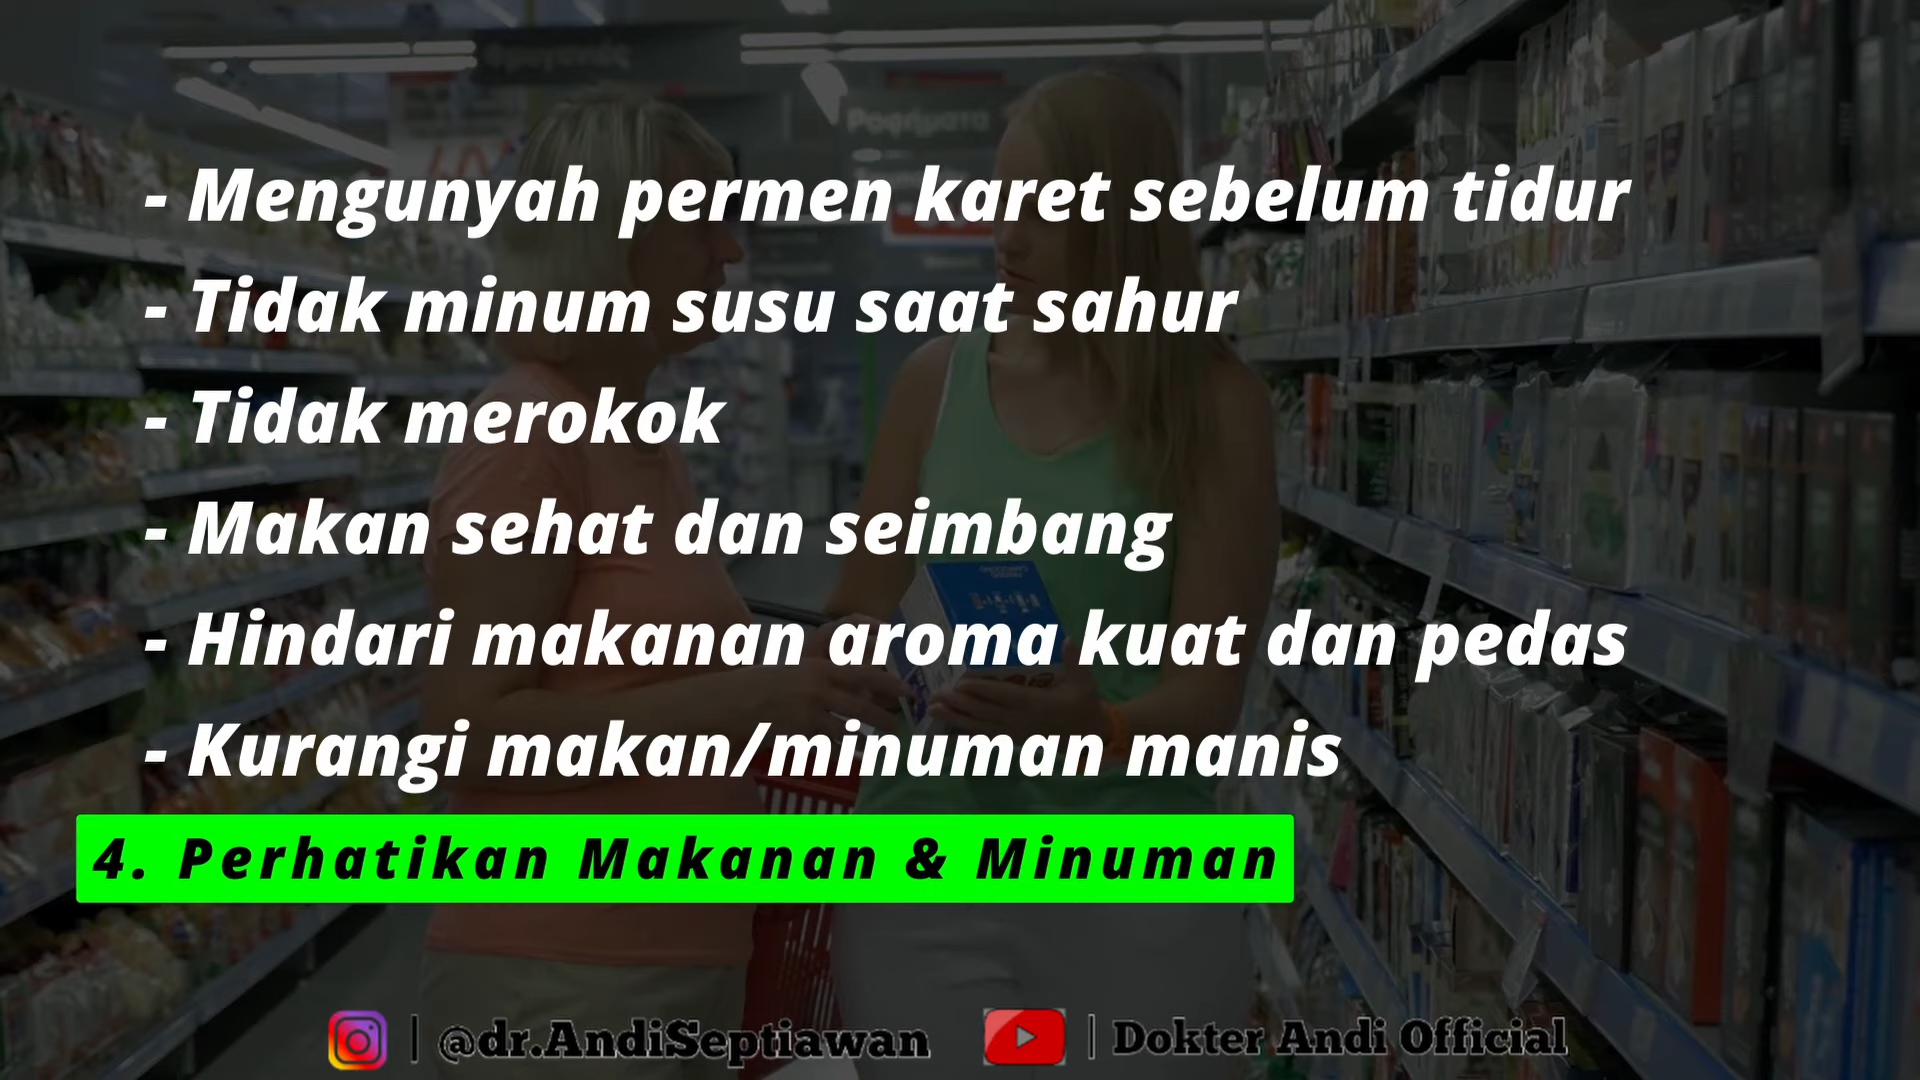 Ροφήματα
- Mengunyah permen karet sebelum tidur
- Tidak minum susu saat sahur
- Tidak merokok
- Makan sehat dan seimbang
- Hindari makanan aroma kuat dan pedas
- Kurangi makan/minuman manis
4. Perhatikan Makanan & Minuman
| @dr.AndiSeptiawan
| Dokter Andi Official